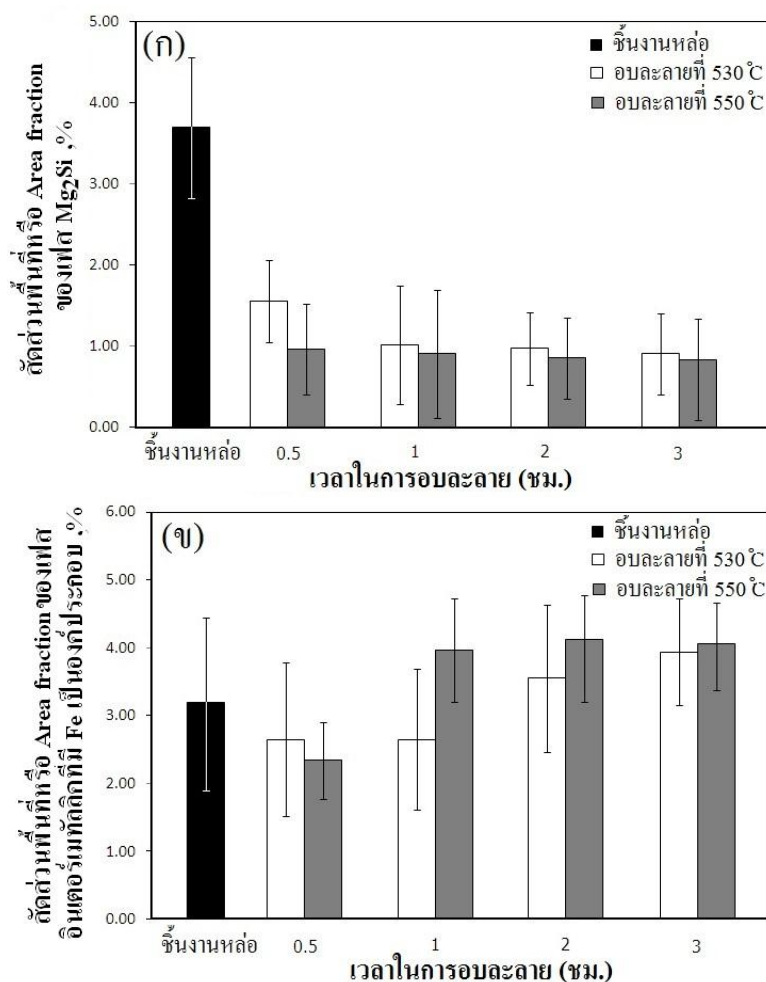 (ก)
ชิ้นงานหล่อ
อบละลายที่ 530 ℃
อบละลายที่ 550 ℃
สัดส่วนพื้นที่หรือ Area fraction
ของเฟส Mg2Si ,%
5.00
4.00
3.00
2.00
1.00
0.00
ชิ้นงานหล่อ 0.5 1 2 3
เวลาในการอบละลาย (ชม.)
(ข)
ชิ้นงานหล่อ
อบละลายที่ 530 ℃
อบละลายที่ 550 ℃
สัดส่วนพื้นที่หรือ Area fraction ของเฟส
อินเตอร์เมทัลลิกที่มี Fe เป็นองค์ประกอบ ,%
6.00
5.00
4.00
3.00
2.00
1.00
0.00
ชิ้นงานหล่อ 0.5 1 2 3
เวลาในการอบละลาย (ชม.)